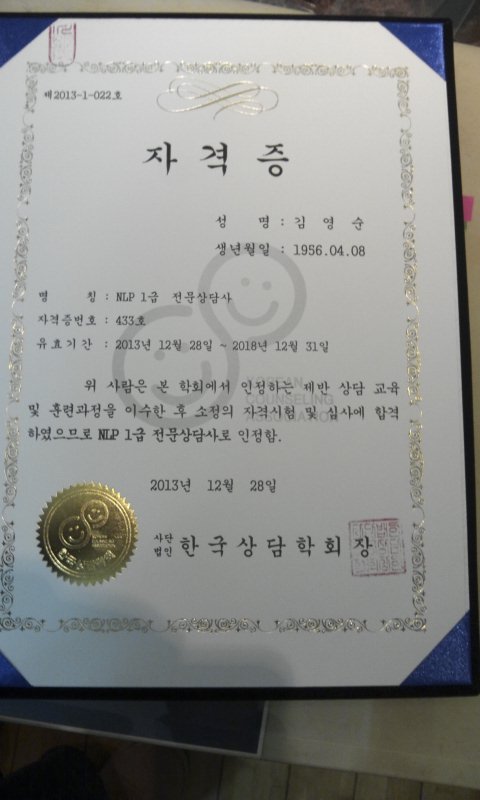 제2013-1-022호
자격증
성 명 : 김영순
생년월일 : 1956.04.08
명 칭 : NLP 1급 전문상담사
자격증번호 : 433호
유효기간 : 2013년 12월 28일 ~ 2018년 12월 31일
위 사람은 본 학회에서 인정하는 제반 상담 교육
및 훈련과정을 이수한 후 소정의 자격시험 및 심사에 합격
하였으므로 NLP 1급 전문상담사로 인정함.
KOREAN
COUNSELING
ASSOCIATION
2013년 12월 28일
사단법인 한국상담학회장